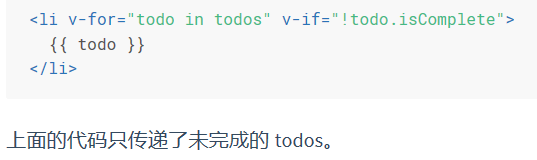 <li v-for="todo in todos" v-if="!todo.isComplete">
  {{ todo }}
</li>
上面的代码只传递了未完成的 todos。